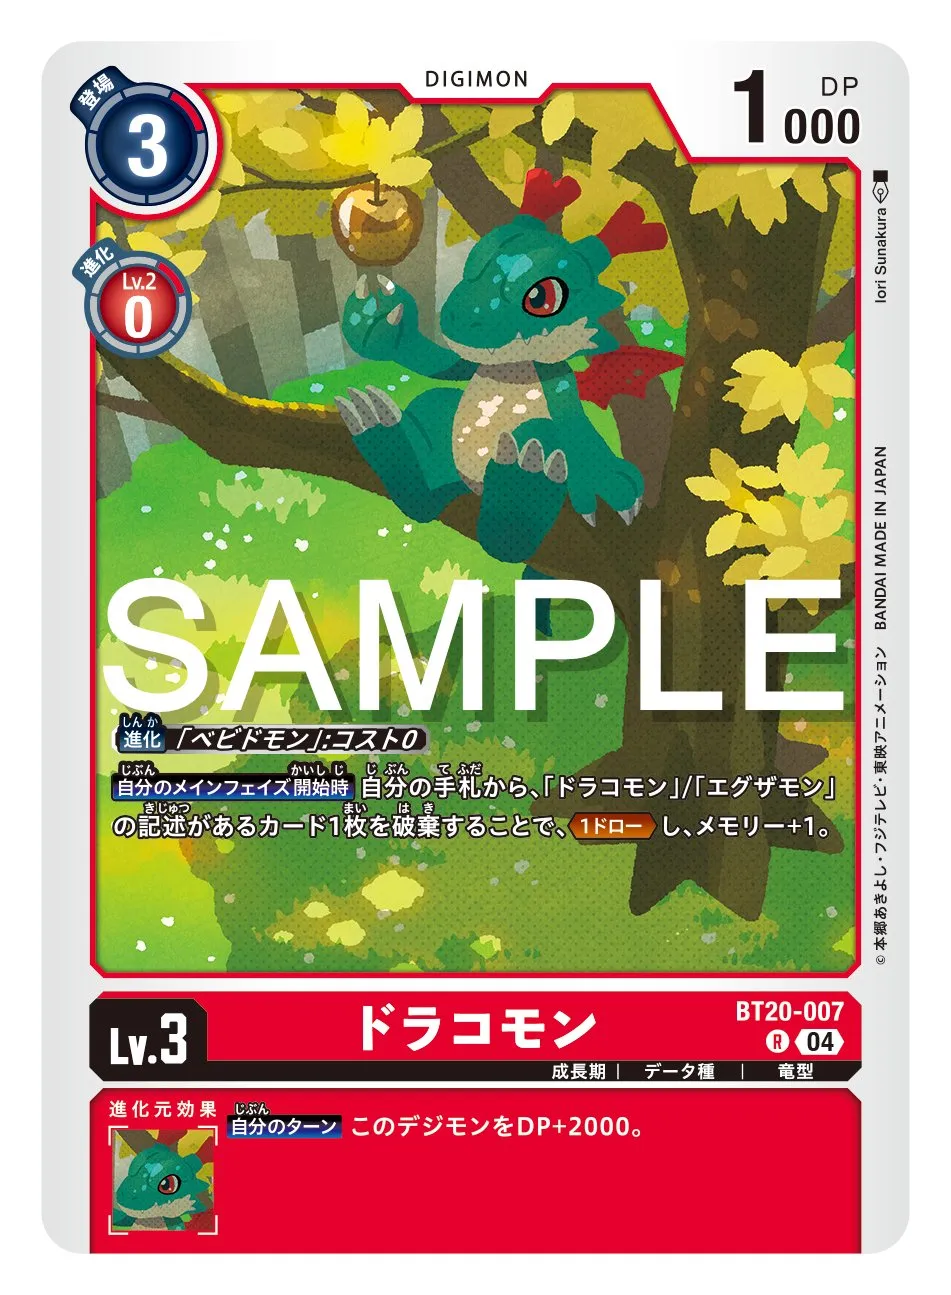 DIGIMON
登場
3
1000
DP
進化
Lv.2
0
Iori Sunakura
SAMPLE
進化 「ベビドモン」:コスト0
自分のメインフェイズ開始時 自分の手札から、「ドラコモン」/「エグザモン」
の記述があるカード1枚を破棄することで、1ドロー し、メモリー+1。
©本郷あきよし・フジテレビ・東映アニメーション BANDAI MADE IN JAPAN
Lv.3
ドラコモン
BT20-007
R 04
成長期 | データ種 | 竜型
進化元効果
自分のターン このデジモンをDP+2000。